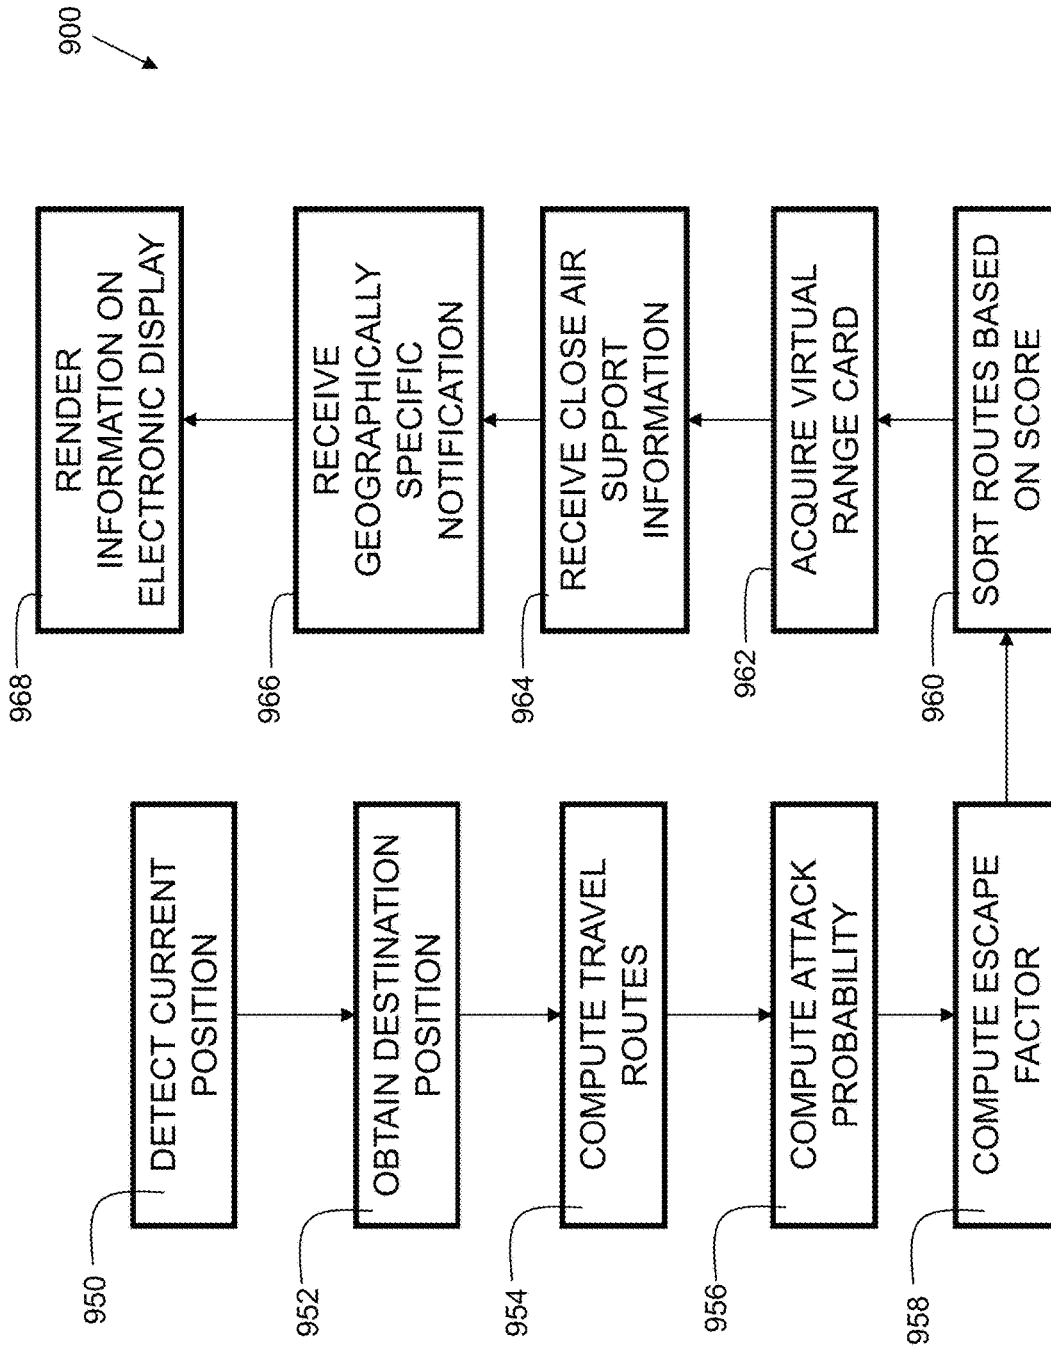 900
950
DETECT CURRENT
POSITION
952
OBTAIN DESTINATION
POSITION
954
COMPUTE TRAVEL
ROUTES
956
COMPUTE ATTACK
PROBABILITY
958
COMPUTE ESCAPE
FACTOR
960
SORT ROUTES BASED
ON SCORE
962
ACQUIRE VIRTUAL
RANGE CARD
964
RECEIVE CLOSE AIR
SUPPORT
INFORMATION
966
RECEIVE
GEOGRAPHICALLY
SPECIFIC
NOTIFICATION
968
RENDER
INFORMATION ON
ELECTRONIC DISPLAY